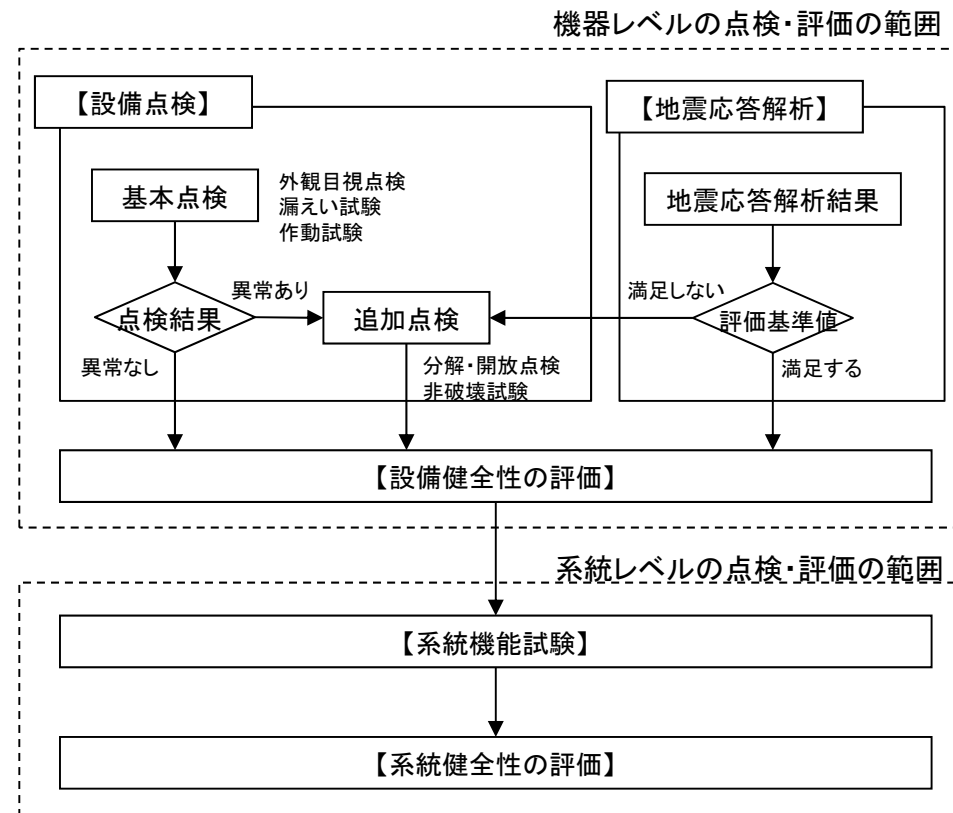 機器レベルの点検・評価の範囲
【設備点検】
【地震応答解析】
基本点検
外観目視点検
漏えい試験
作動試験
地震応答解析結果
点検結果
異常あり
追加点検
満足しない
評価基準値
異常なし
分解・開放点検
非破壊試験
満足する
【設備健全性の評価】
系統レベルの点検・評価の範囲
【系統機能試験】
【系統健全性の評価】